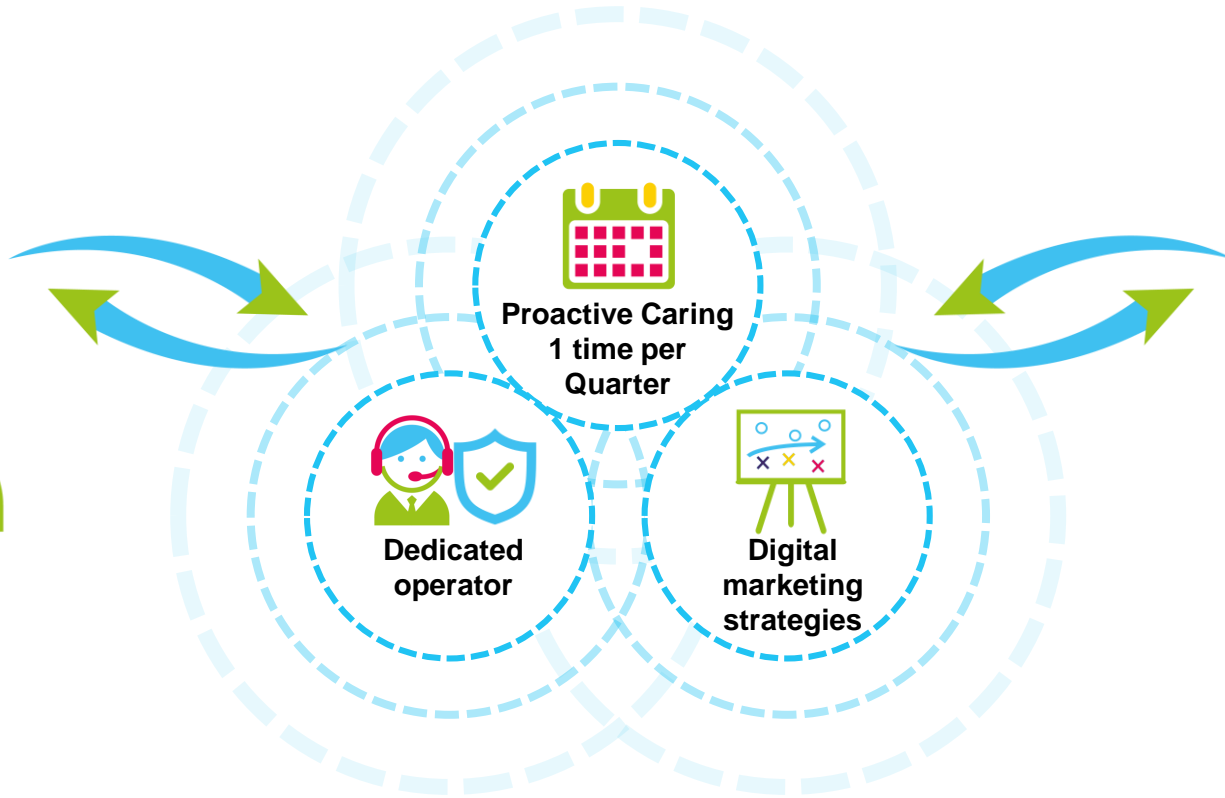 Proactive Caring
1 time per
Quarter
Dedicated
operator
Digital
marketing
strategies